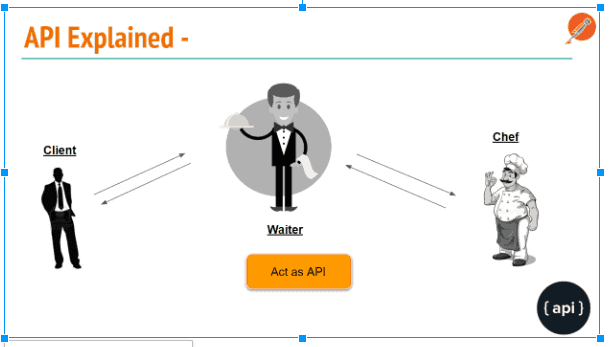 API Explained -
Client
Chef
Waiter
Act as API
{ api }